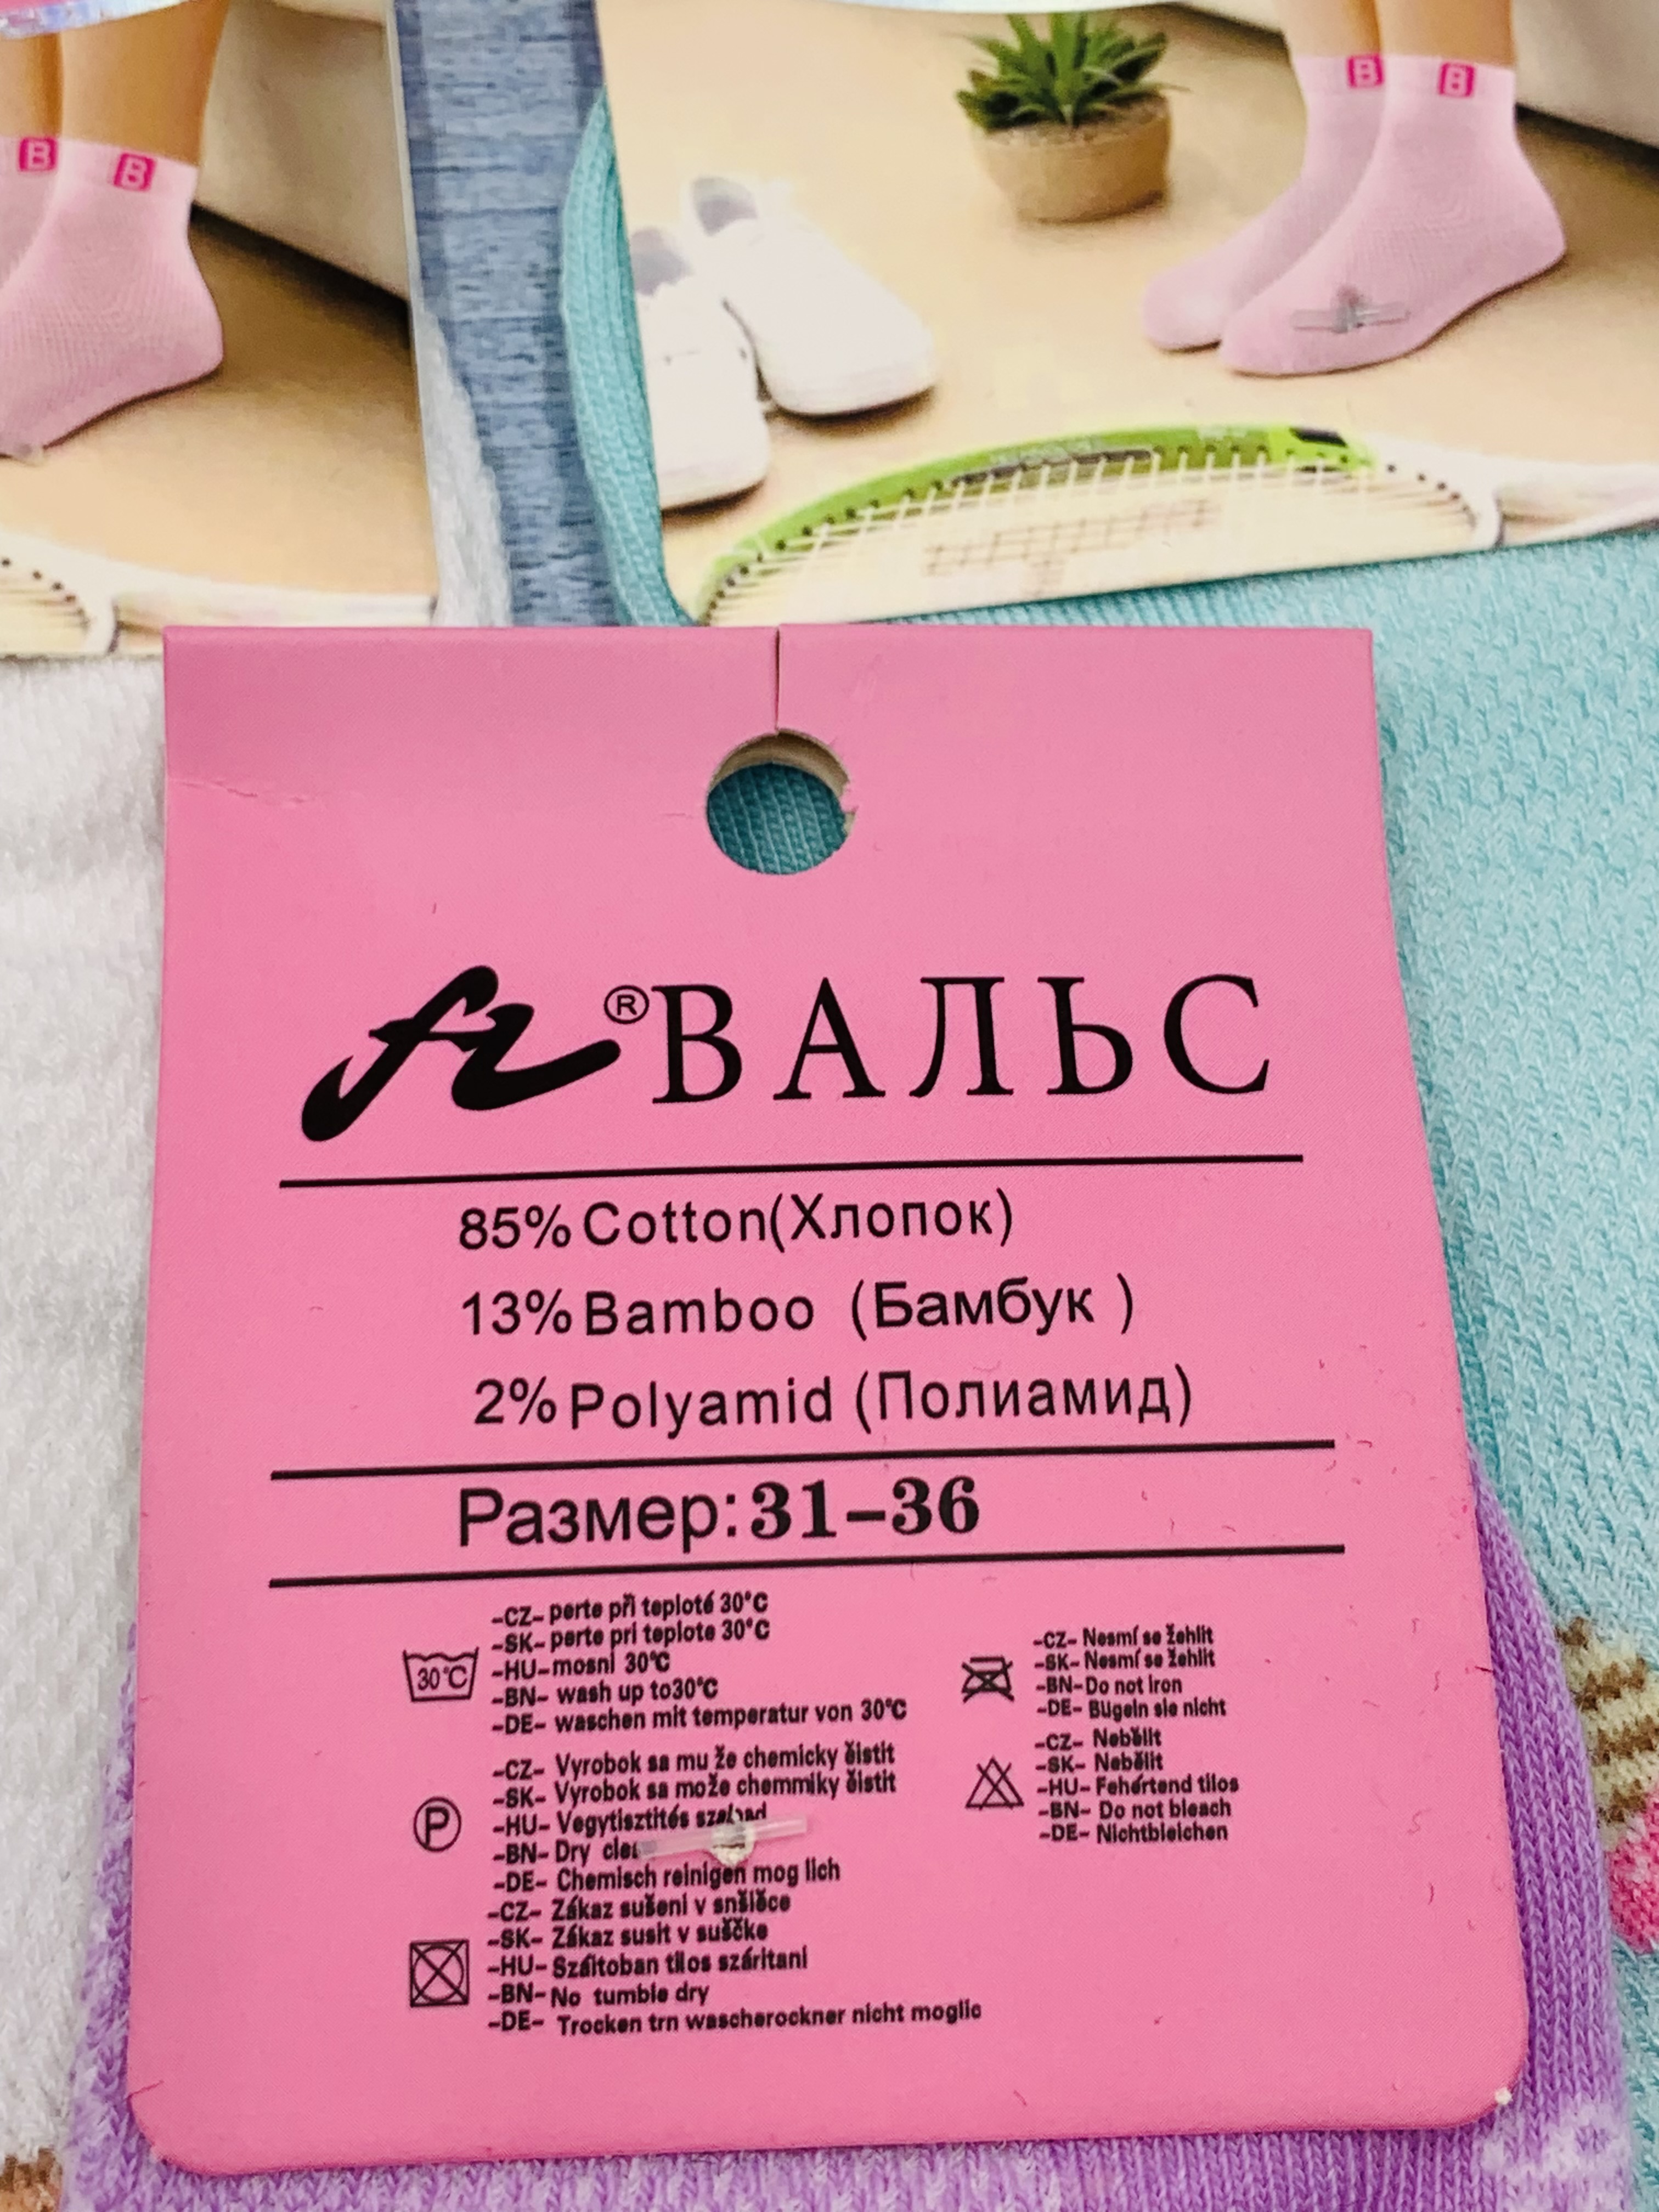 B B
B B
® ВАЛЬС
85% Cotton(Хлопок)
13% Bamboo (Бамбук )
2% Polyamid (Полиамид)
Размер: 31-36
30°C
-CZ- perte při teploté 30°C
-SK- perte pri teplote 30°C
-HU- mosni 30°C
-BN- wash up to30°C
-DE- waschen mit temperatur von 30°C
P
-CZ- Vyrobok sa mu že chemicky čistit
-SK- Vyrobok sa može chemmiky čistit
-HU- Vegytisztités
-BN- Dry
-DE- Chemisch reinigen mog lich
-CZ- Zákaz sušeni v
-SK- Zákaz susit v suščke
-HU- Száitoban tilos száritani
-BN- No tumble dry
-DE- Trocken trn wascherockner nicht moglic
-CZ- Nesmí se žehlit
-SK- Nesmí se žehlit
-BN- Do not iron
-DE- Bügeln sie nicht
-CZ- Nebělit
-SK- Nebělit
-HU- Fehértend tilos
-BN- Do not bleach
-DE- Nichtbleichen